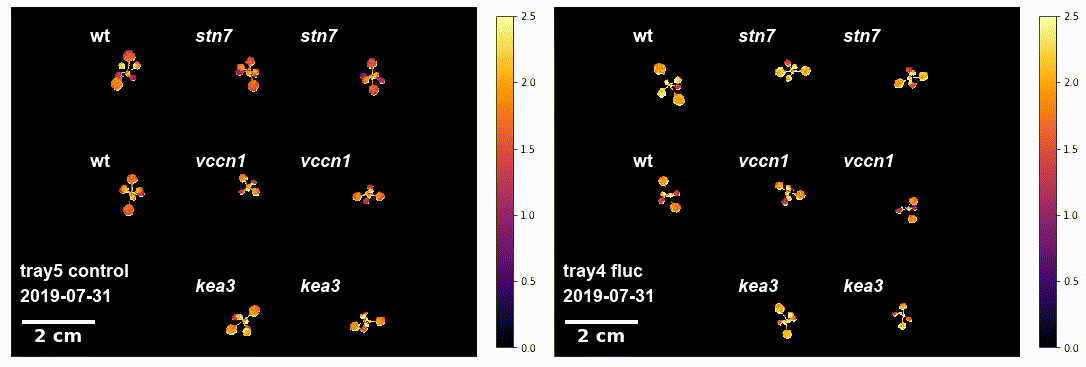 wt stn7 stn7
wt vccn1 vccn1
kea3 kea3
tray5 control
2019-07-31
2 cm
2.5
2.0
1.5
1.0
0.5
0.0
wt stn7 stn7
wt vccn1 vccn1
kea3 kea3
tray4 fluc
2019-07-31
2 cm
2.5
2.0
1.5
1.0
0.5
0.0